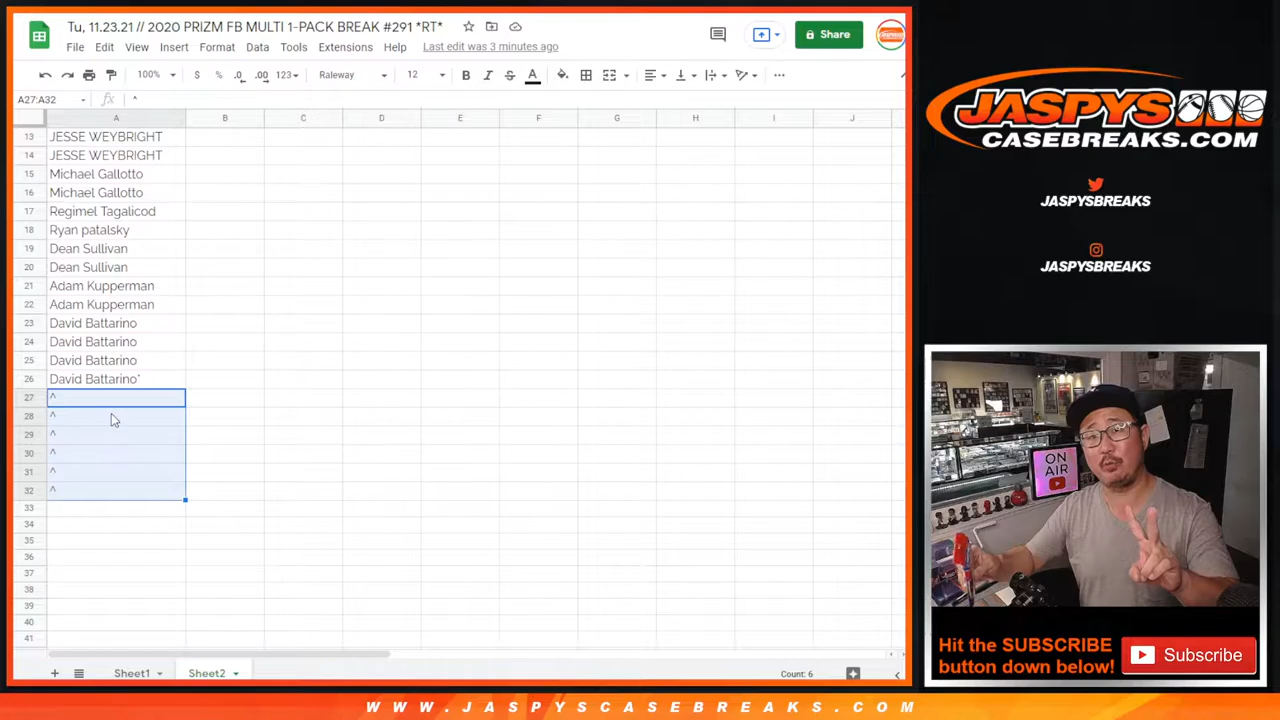 Tu, 11.23.21 // 2020 PRIZM FB MULTI 1-PACK BREAK #291 *RT*
File Edit View Insert Format Data Tools Extensions Help Last edit was 3 minutes ago
Share
100% $ % .0 .00 123 Raleway 12 B I S A
A27:A32 fx ^
A B C D E F G H I J
13 JESSE WEYBRIGHT
14 JESSE WEYBRIGHT
15 Michael Gallotto
16 Michael Gallotto
17 Regimel Tagalicod
18 Ryan patalsky
19 Dean Sullivan
20 Dean Sullivan
21 Adam Kupperman
22 Adam Kupperman
23 David Battarino
24 David Battarino
25 David Battarino
26 David Battarino*
27 ^
28 ^
29 ^
30 ^
31 ^
32 ^
33
34
35
36
37
38
39
40
41
Sheet1 Sheet2 Count: 6
JASPYS
CASEBREAKS.COM
JASPYSBREAKS
JASPYSBREAKS
ON
AIR
Hit the SUBSCRIBE
button down below!
Subscribe
WWW.JASPYSCASEBREAKS.COM